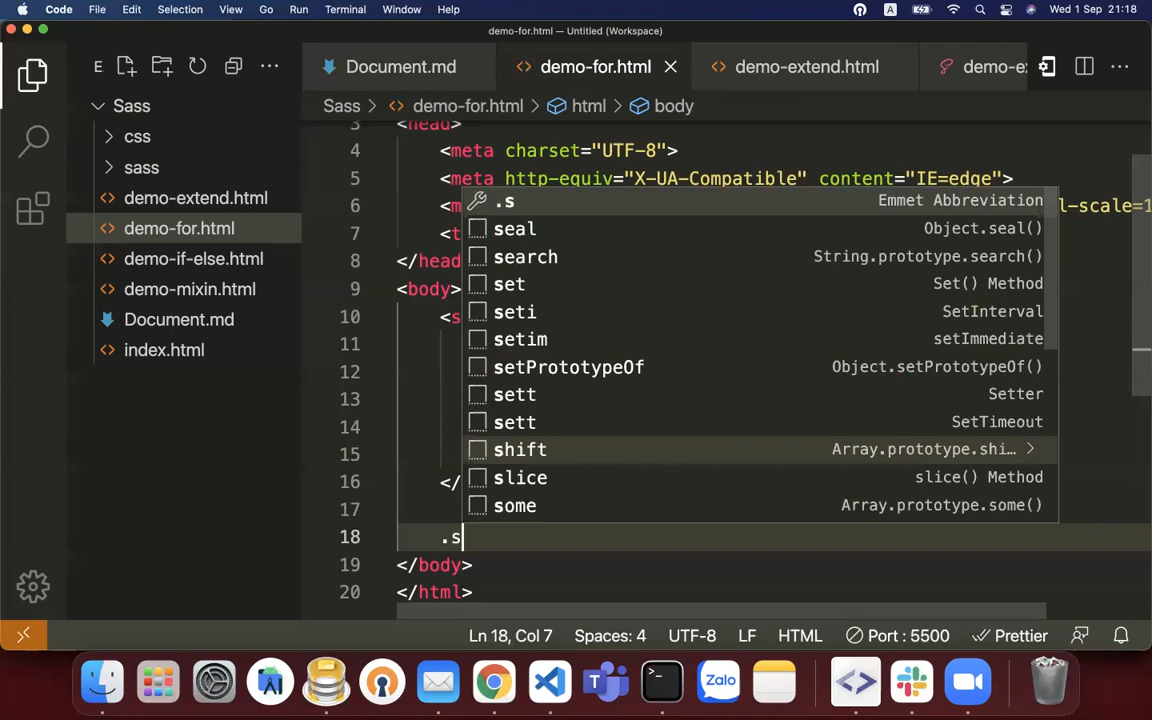 Code File Edit Selection View Go Run Terminal Window Help A Wed 1 Sep 21:18
demo-for.html — Untitled (Workspace)
E
Document.md
demo-for.html
demo-extend.html
demo-ex
Sass > demo-for.html > html > body
Sass
css
sass
demo-extend.html
demo-for.html
demo-if-else.html
demo-mixin.html
Document.md
index.html
3 <head>
4 <meta charset="UTF-8">
5 <meta http-equiv="X-UA-Compatible" content="IE=edge">
6 <m l-scale=1
7 <t
8 </head
9 <body>
10 <s
11
12
13
14
15
16 </
17
18 .s
19 </body>
20 </html>
.s Emmet Abbreviation
seal Object.seal()
search String.prototype.search()
set Set() Method
seti SetInterval
setim setImmediate
setPrototypeOf Object.setPrototypeOf()
sett Setter
sett SetTimeout
shift Array.prototype.shi… >
slice slice() Method
some Array.prototype.some()
Ln 18, Col 7 Spaces: 4 UTF-8 LF HTML Port : 5500 Prettier
Zalo